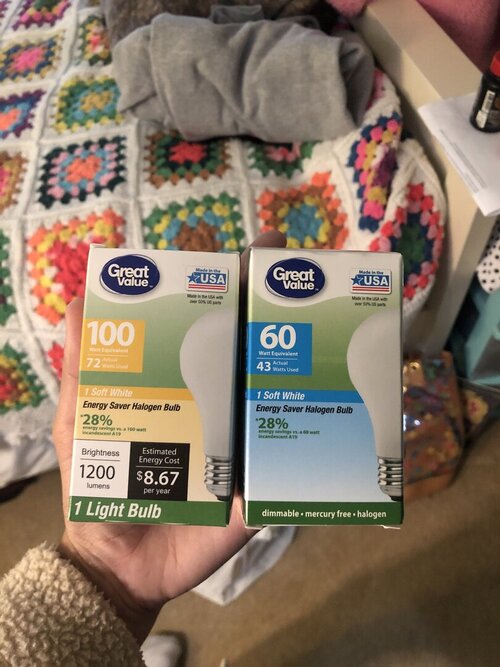 Great
Value™
Made in the
USA
Made in the USA with
over 50% US parts
100
Watt Equivalent
72 Actual
Watts Used
1 Soft White
Energy Saver Halogen Bulb
*28%
energy savings vs. a 100 watt
incandescent A19
Brightness
1200
lumens
Estimated
Energy Cost
$8.67
per year
1 Light Bulb
Great
Value™
Made in the
USA
Made in the USA with
over 50% US parts
60
Watt Equivalent
43 Actual
Watts Used
1 Soft White
Energy Saver Halogen Bulb
*28%
energy savings vs. a 60 watt
incandescent A19
dimmable • mercury free • halogen